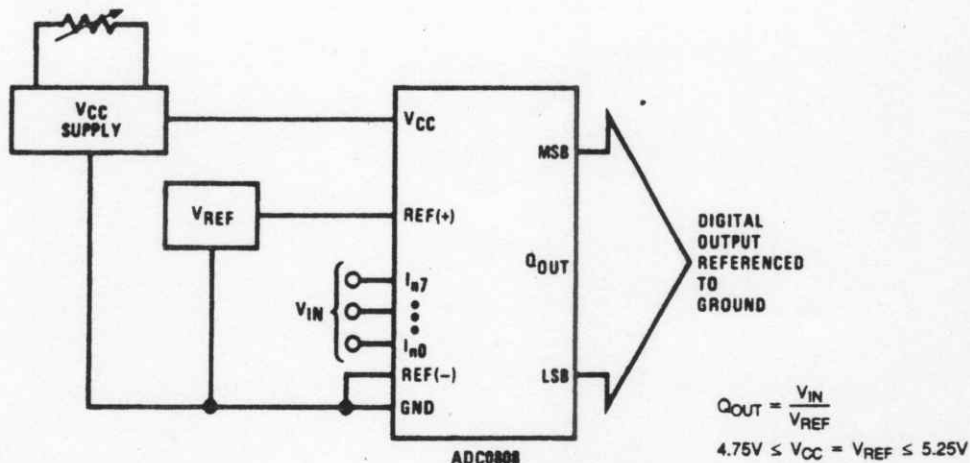 VCC
SUPPLY
VCC
MSB
VREF
REF(+)
DIGITAL
OUTPUT
REFERENCED
TO
GROUND
QOUT
In7
VIN
In0
REF(−)
LSB
GND
ADC0808
QOUT = VIN / VREF
4.75V ≤ VCC = VREF ≤ 5.25V